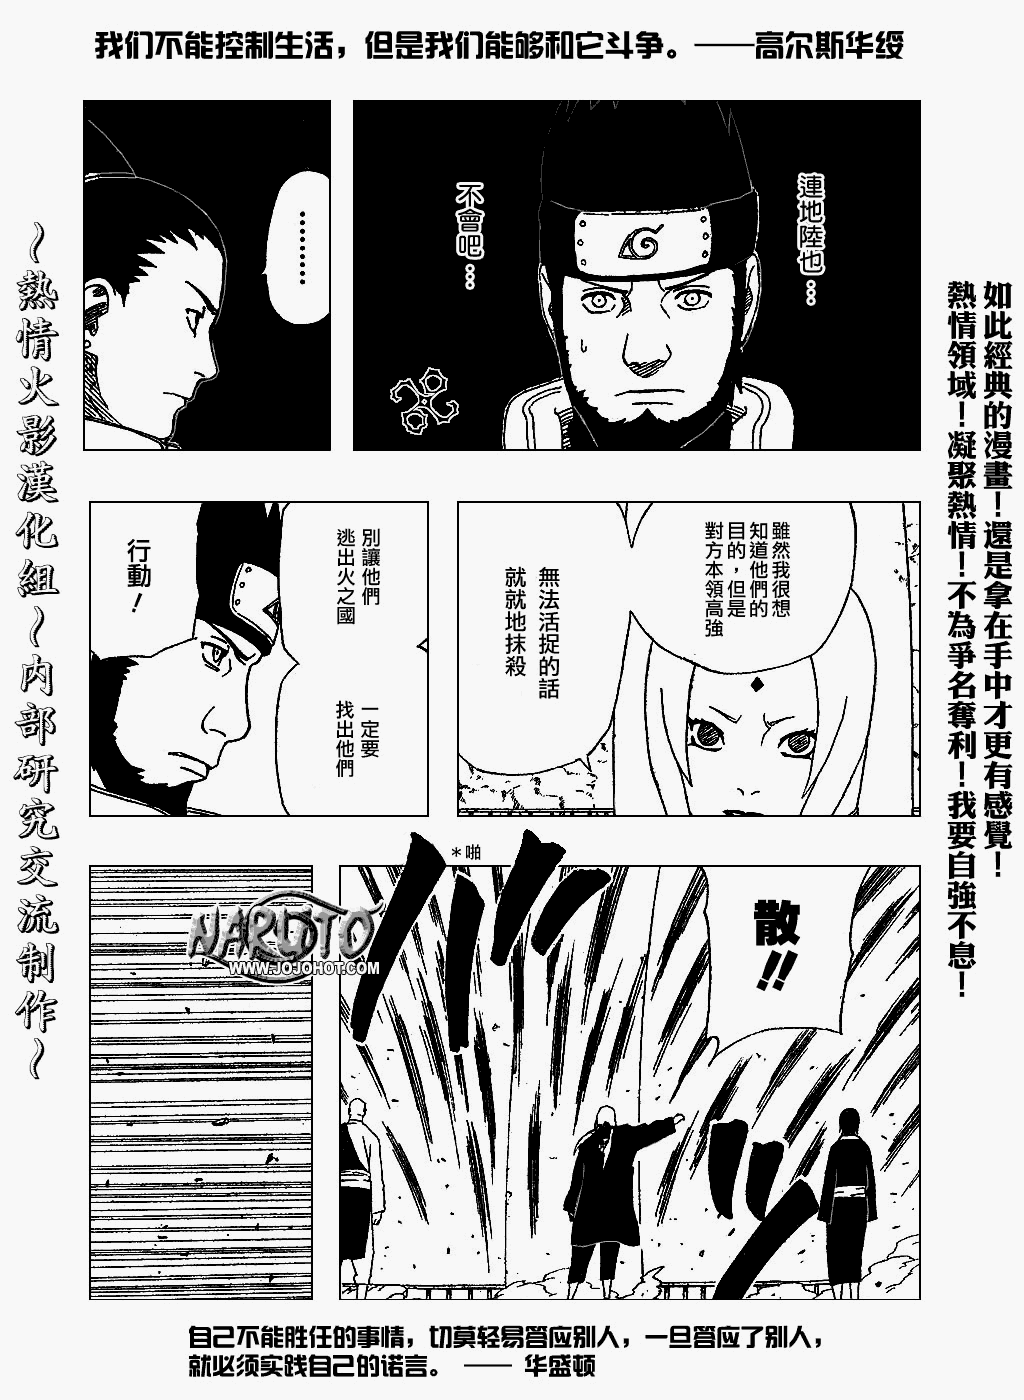 我们不能控制生活，但是我们能够和它斗争。——高尔斯华绥
連地陸也…
不會吧…
………
雖然我很想
知道他們的
目的，但是
對方本領高強
無法活捉的話
就就地抹殺
別讓他們
逃出火之國
一定要
找出他們
行動！
散!!
＊啪
NARUTO
WWW.JOJOHOT.COM
如此經典的漫畫！還是拿在手中才更有感覺！
熱情領域！凝聚熱情！不為爭名奪利！我要自強不息！
～熱情火影漢化組～内部研究交流制作～
自己不能胜任的事情，切莫轻易答应别人，一旦答应了别人，
就必须实践自己的诺言。 —— 华盛顿